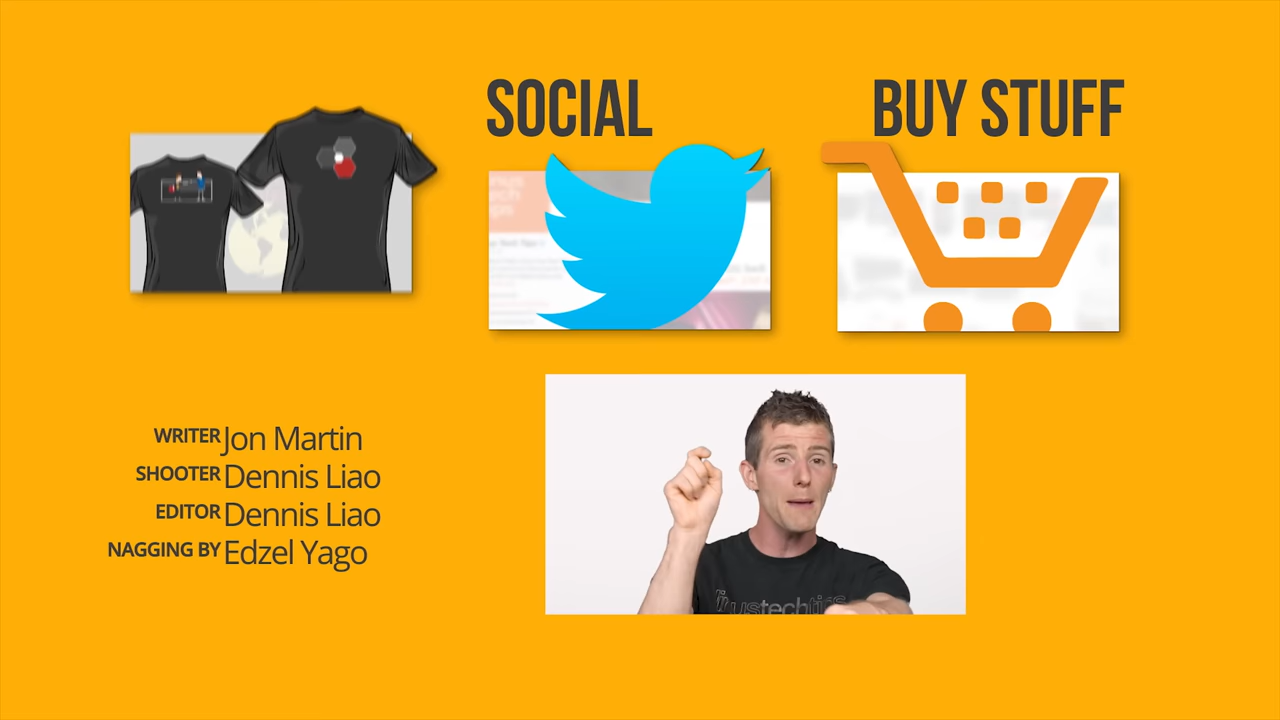 SOCIAL
BUY STUFF
WRITER Jon Martin
SHOOTER Dennis Liao
EDITOR Dennis Liao
NAGGING BY Edzel Yago